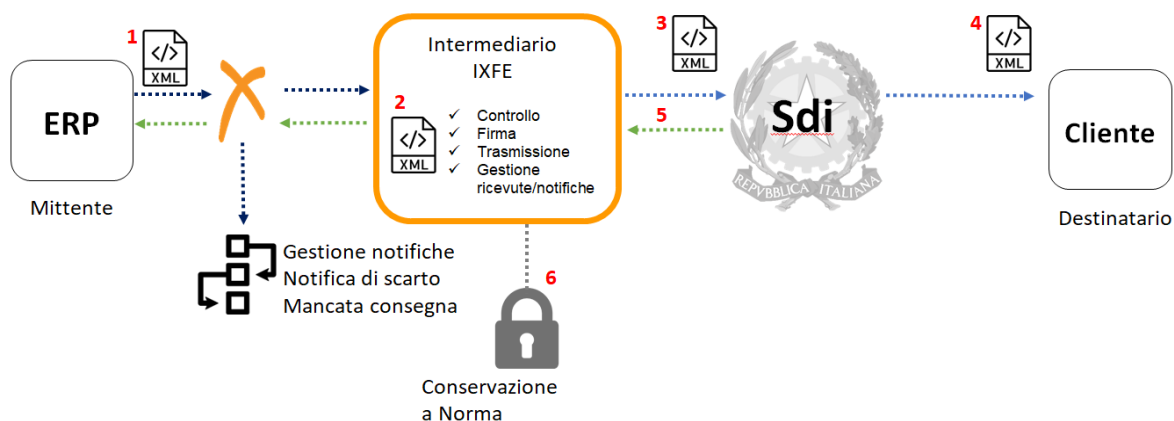 1
</>
XML
ERP
Mittente
Gestione notifiche
Notifica di scarto
Mancata consegna
Intermediario
IXFE
2
</>
XML
✓ Controllo
✓ Firma
✓ Trasmissione
✓ Gestione
ricevute/notifiche
6
Conservazione
a Norma
3
</>
XML
5
Sdi
REPVBBLICA ITALIANA
4
</>
XML
Cliente
Destinatario